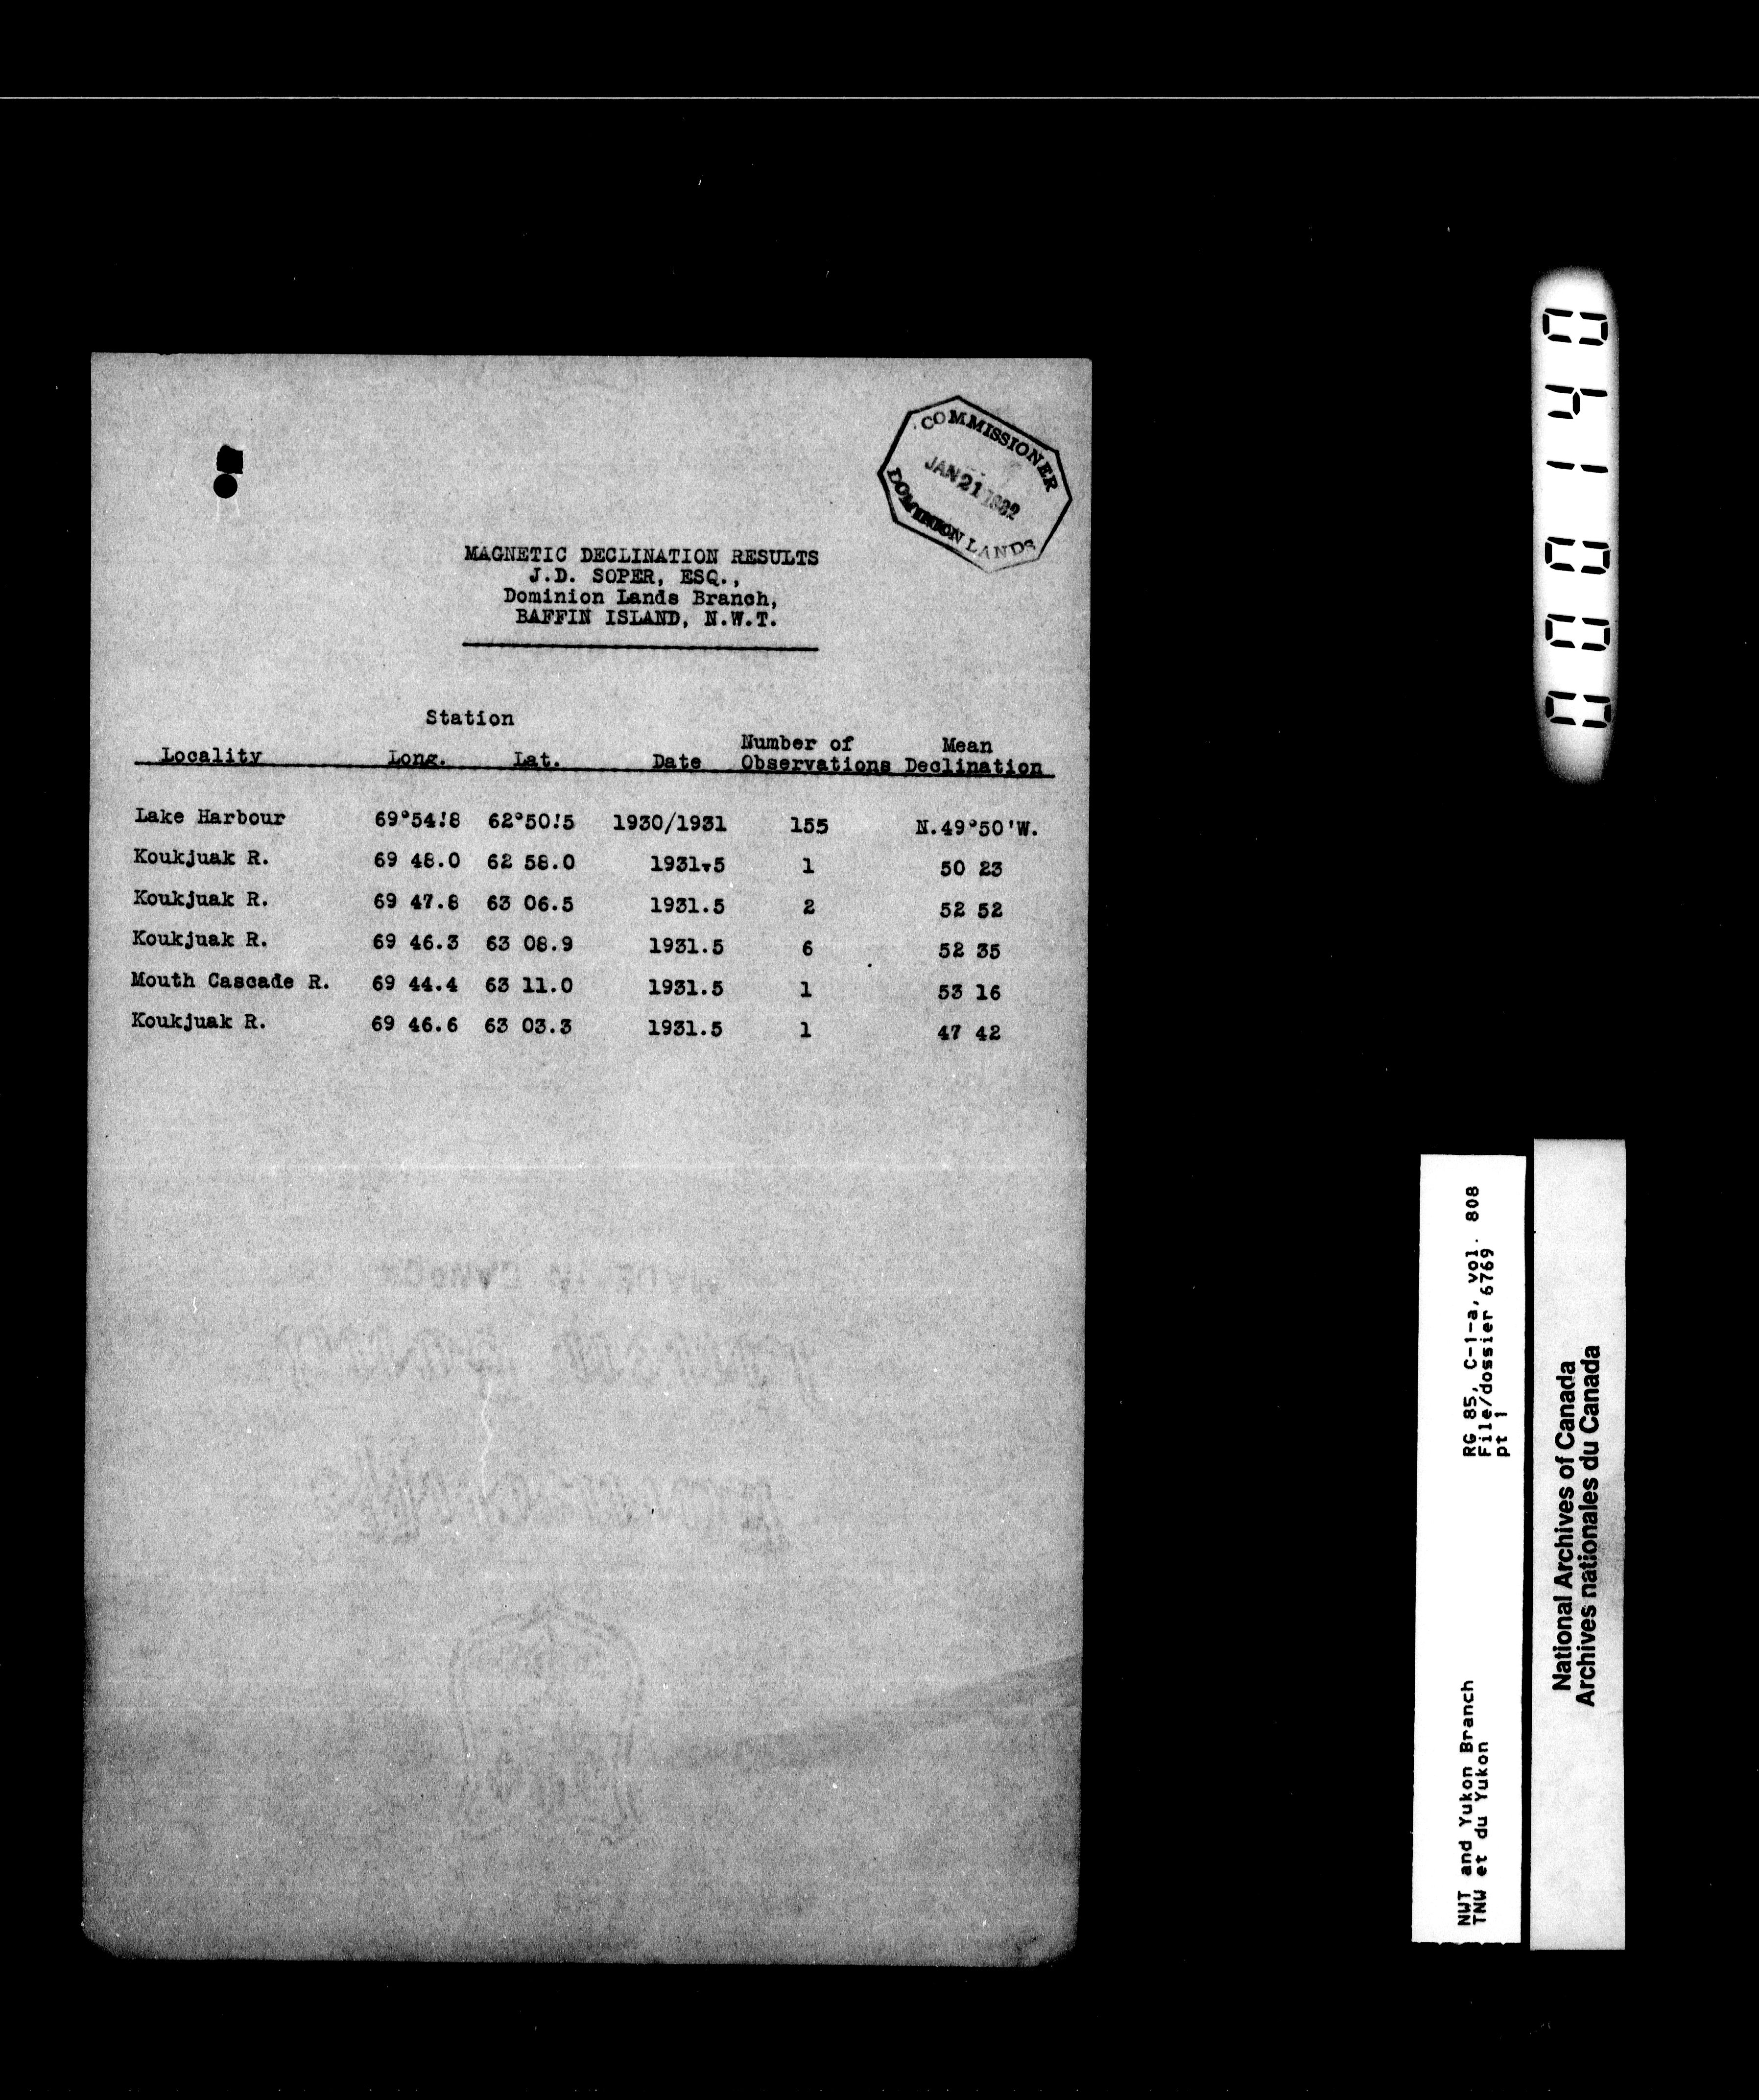 COMMISSIONER
JAN 21 1932
DOMINION LANDS
MAGNETIC DECLINATION RESULTS
J.D. SOPER, ESQ.,
Dominion Lands Branch,
BAFFIN ISLAND, N.W.T.
Station
Locality Long. Lat. Date Number of Observations Mean Declination
Lake Harbour 69°54!8 62°50!5 1930/1931 155 N.49°50'W.
Koukjuak R. 69 48.0 62 58.0 1931.5 1 50 23
Koukjuak R. 69 47.8 63 06.5 1931.5 2 52 52
Koukjuak R. 69 46.3 63 08.9 1931.5 6 52 35
Mouth Cascade R. 69 44.4 63 11.0 1931.5 1 53 16
Koukjuak R. 69 46.6 63 03.3 1931.5 1 47 42
NWT and Yukon Branch
TNW et du Yukon
RG 85, C-1-a, vol. 808
File/dossier 6769
pt 1
National Archives of Canada
Archives nationales du Canada